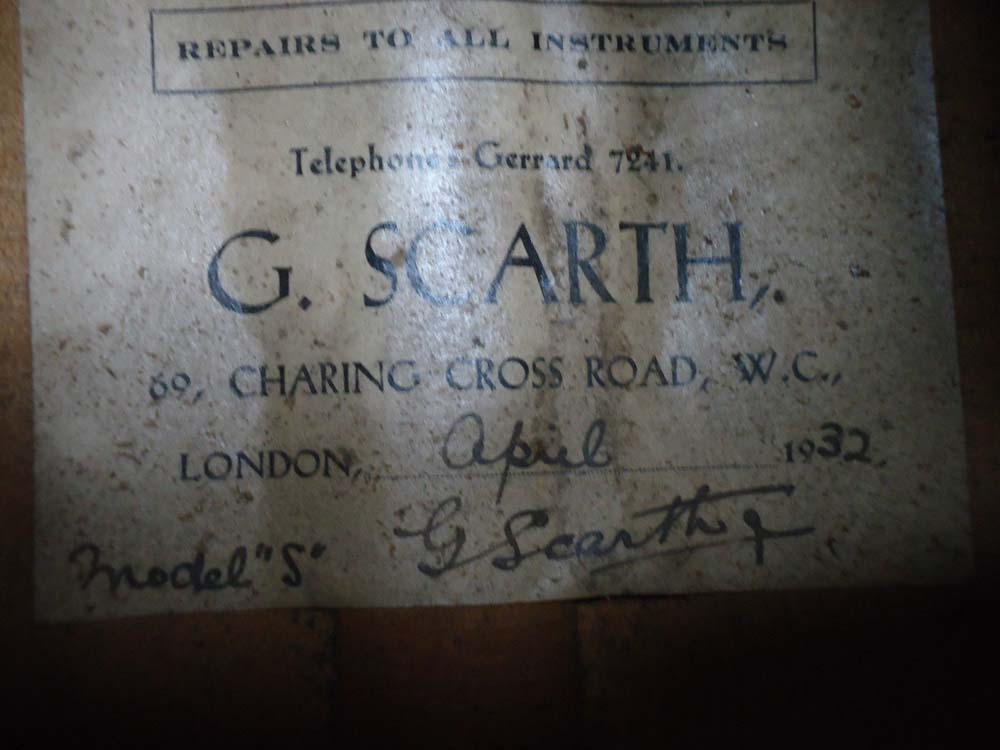 REPAIRS TO ALL INSTRUMENTS
Telephone - Gerrard 7241.
G. SCARTH,
69, CHARING CROSS ROAD, W.C.,
LONDON, April 1932.
G Scarth
Model "S"